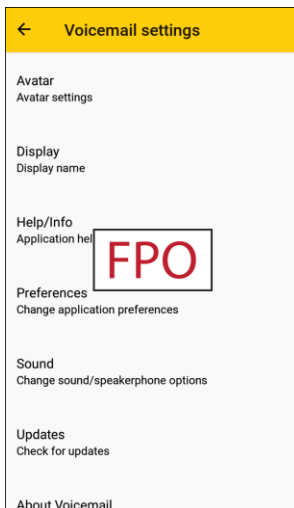 Voicemail settings
Avatar
Avatar settings
Display
Display name
Help/Info
Application hel
FPO
Preferences
Change application preferences
Sound
Change sound/speakerphone options
Updates
Check for updates
About Voicemail